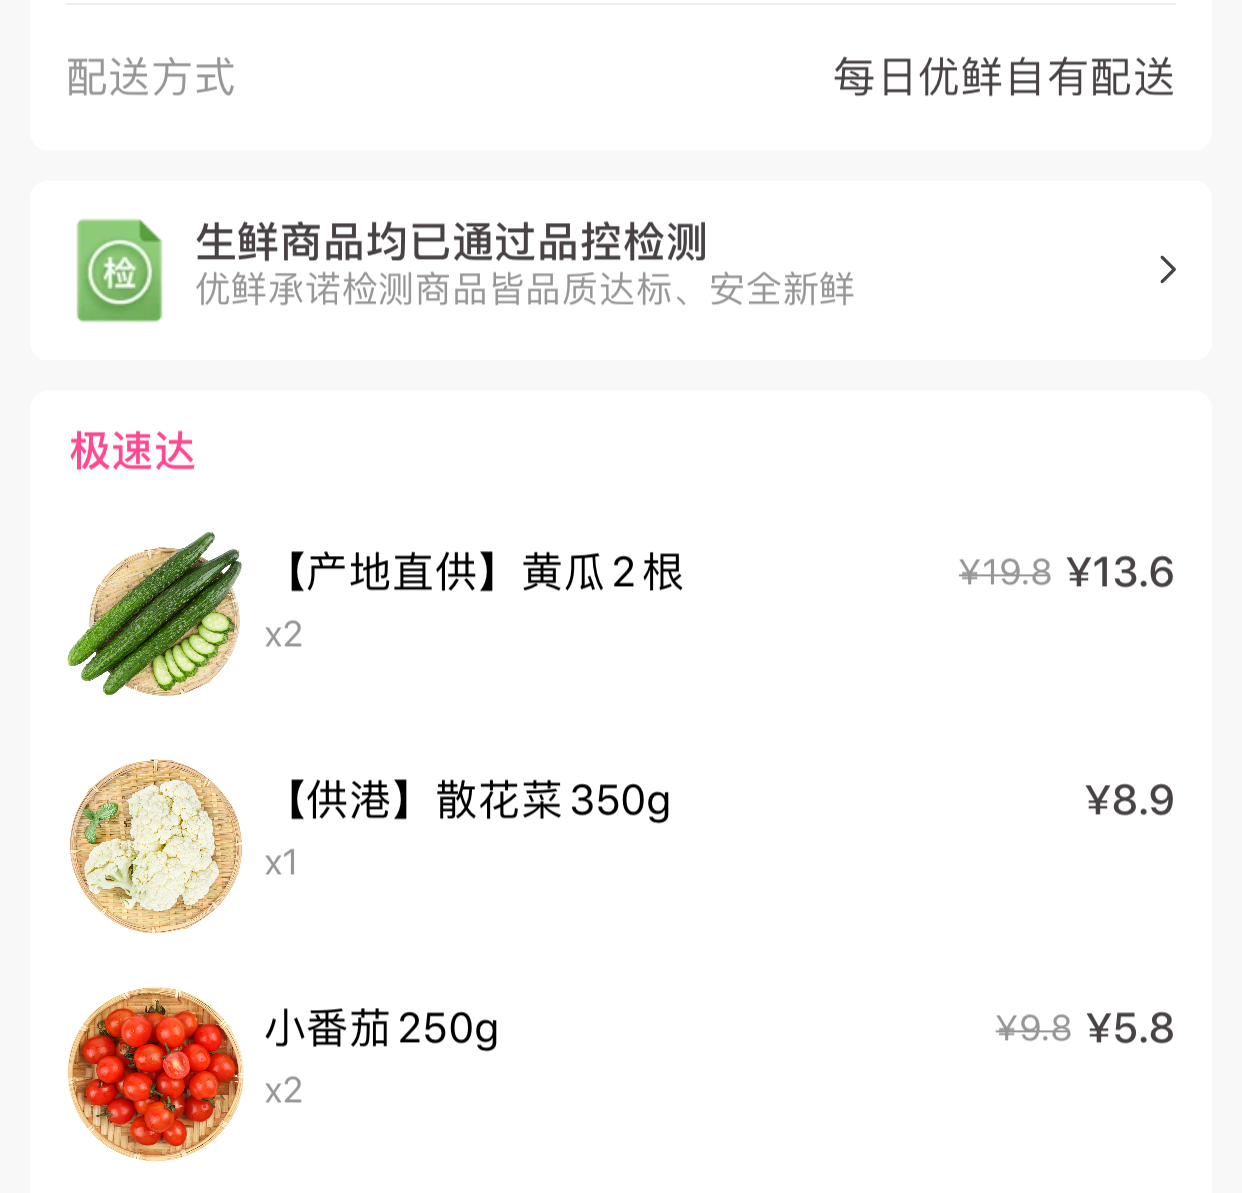 配送方式 每日优鲜自有配送
检
生鲜商品均已通过品控检测
优鲜承诺检测商品皆品质达标、安全新鲜
极速达
【产地直供】黄瓜2根 ¥19.8 ¥13.6
x2
【供港】散花菜350g ¥8.9
x1
小番茄250g ¥9.8 ¥5.8
x2